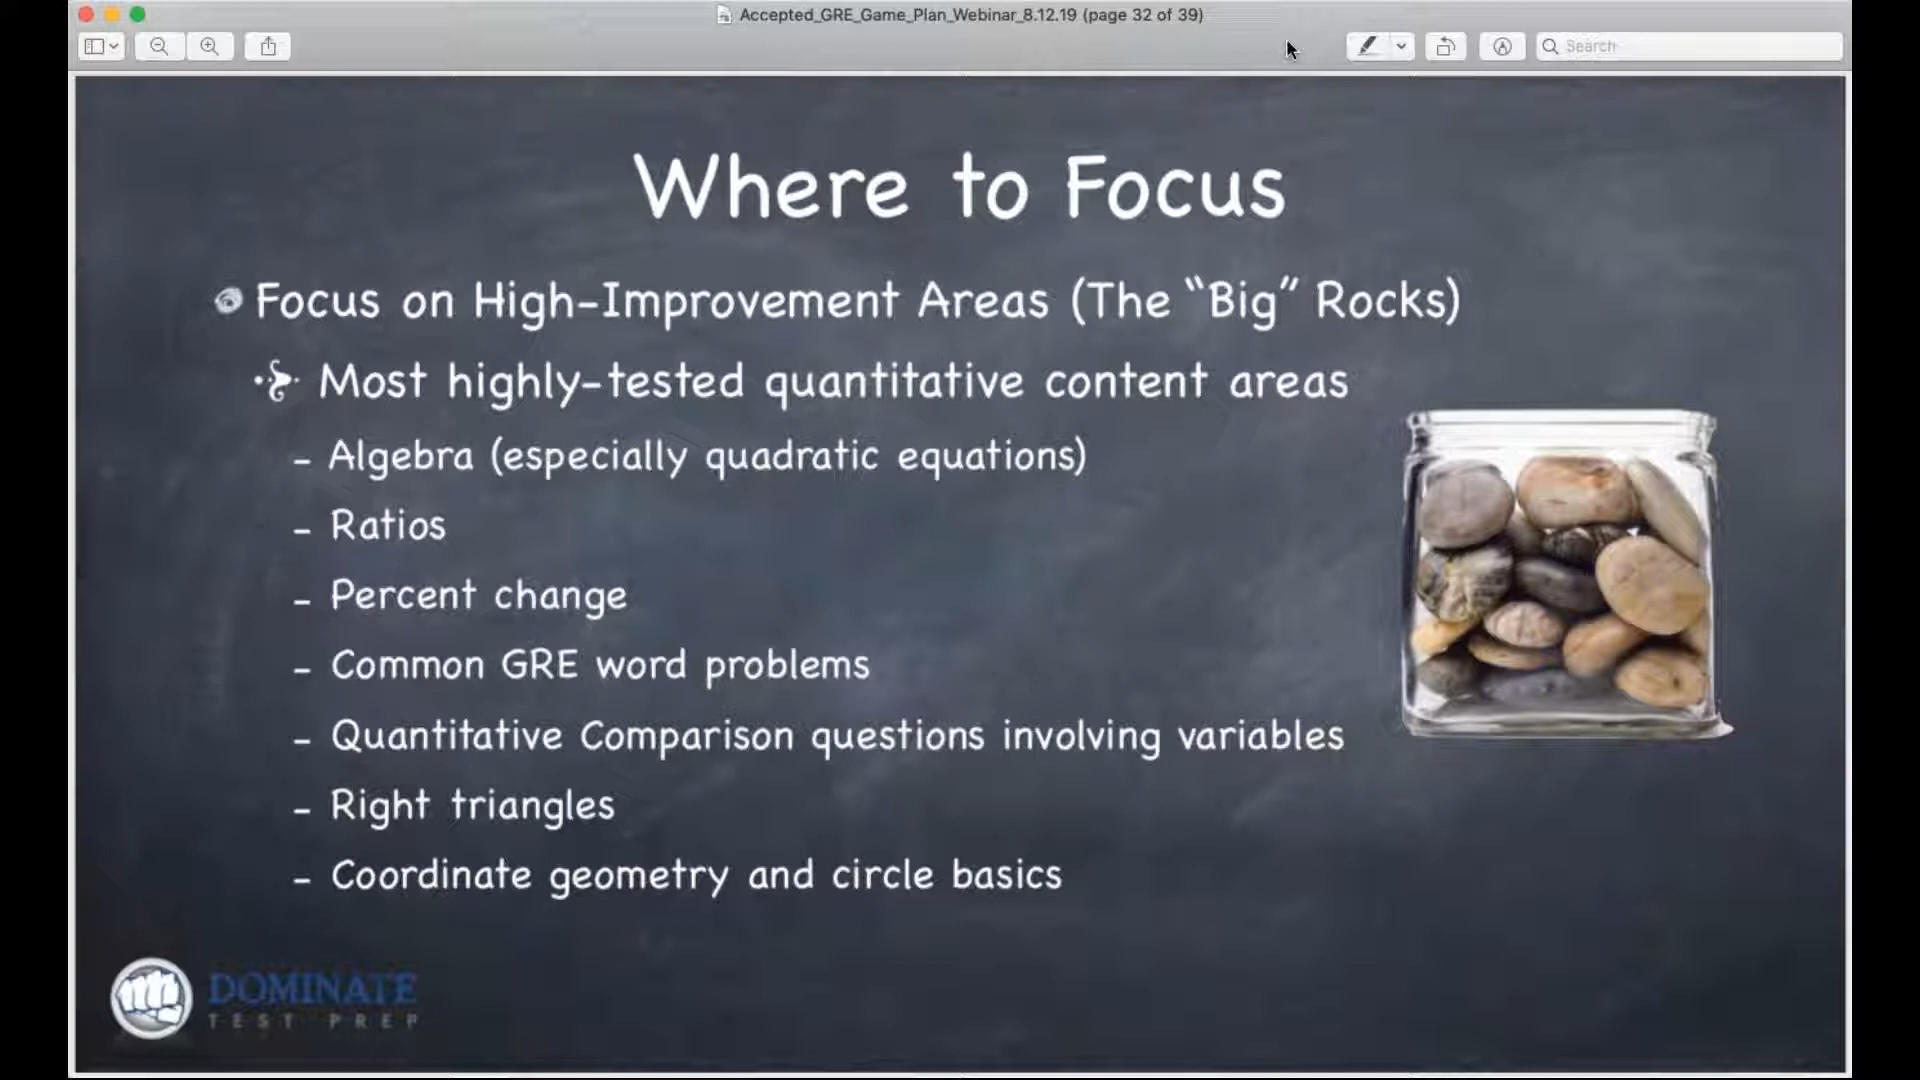 Accepted_GRE_Game_Plan_Webinar_8.12.19 (page 32 of 39)
Search
Where to Focus
Focus on High-Improvement Areas (The “Big” Rocks)
Most highly-tested quantitative content areas
- Algebra (especially quadratic equations)
- Ratios
- Percent change
- Common GRE word problems
- Quantitative Comparison questions involving variables
- Right triangles
- Coordinate geometry and circle basics
DOMINATE
TEST PREP